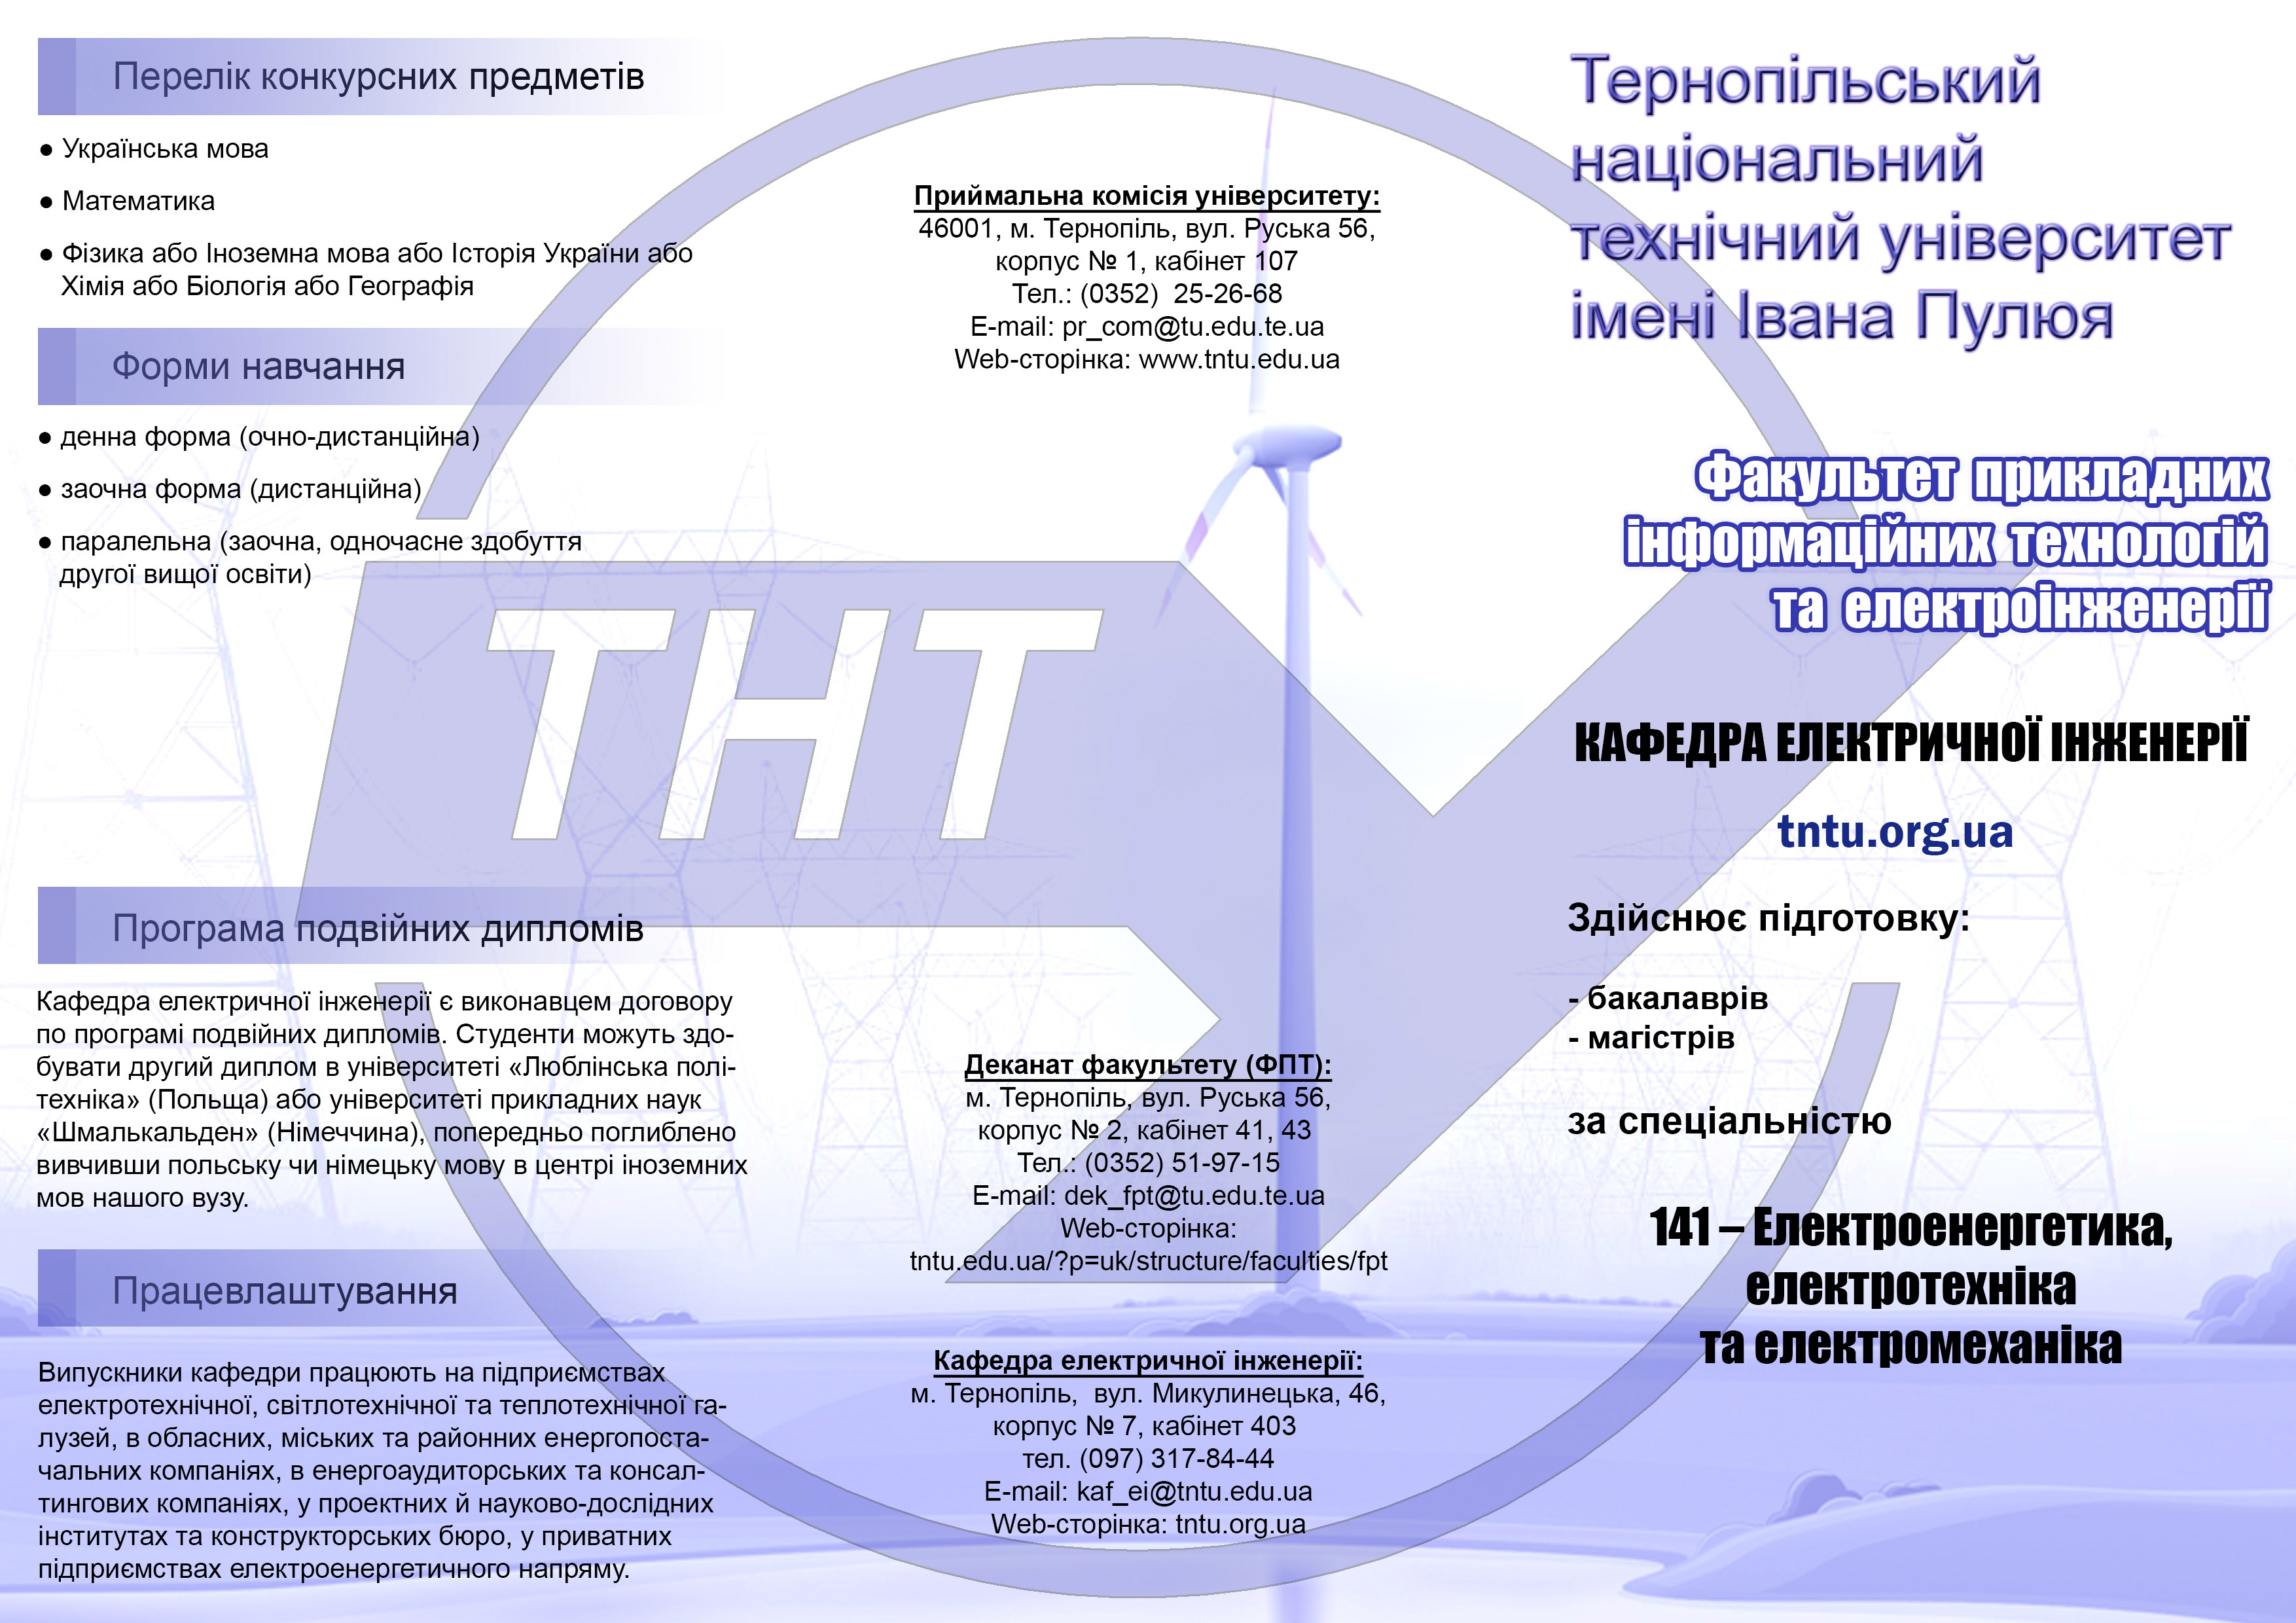 Перелік конкурсних предметів
● Українська мова
● Математика
● Фізика або Іноземна мова або Історія України або
Хімія або Біологія або Географія
Форми навчання
● денна форма (очно-дистанційна)
● заочна форма (дистанційна)
● паралельна (заочна, одночасне здобуття
другої вищої освіти)
Програма подвійних дипломів
Кафедра електричної інженерії є виконавцем договору
по програмі подвійних дипломів. Студенти можуть здо-
бувати другий диплом в університеті «Люблінська полі-
техніка» (Польща) або університеті прикладних наук
«Шмалькальден» (Німеччина), попередньо поглиблено
вивчивши польську чи німецьку мову в центрі іноземних
мов нашого вузу.
Працевлаштування
Випускники кафедри працюють на підприємствах
електротехнічної, світлотехнічної та теплотехнічної га-
лузей, в обласних, міських та районних енергопоста-
чальних компаніях, в енергоаудиторських та консал-
тингових компаніях, у проектних й науково-дослідних
інститутах та конструкторських бюро, у приватних
підприємствах електроенергетичного напряму.
ТНТ
Приймальна комісія університету:
46001, м. Тернопіль, вул. Руська 56,
корпус № 1, кабінет 107
Тел.: (0352) 25-26-68
E-mail: pr_com@tu.edu.te.ua
Web-сторінка: www.tntu.edu.ua
Деканат факультету (ФПТ):
м. Тернопіль, вул. Руська 56,
корпус № 2, кабінет 41, 43
Тел.: (0352) 51-97-15
E-mail: dek_fpt@tu.edu.te.ua
Web-сторінка:
tntu.edu.ua/?p=uk/structure/faculties/fpt
Кафедра електричної інженерії:
м. Тернопіль, вул. Микулинецька, 46,
корпус № 7, кабінет 403
тел. (097) 317-84-44
E-mail: kaf_ei@tntu.edu.ua
Web-сторінка: tntu.org.ua
Тернопільський
національний
технічний університет
імені Івана Пулюя
Факультет прикладних
інформаційних технологій
та електроінженерії
КАФЕДРА ЕЛЕКТРИЧНОЇ ІНЖЕНЕРІЇ
tntu.org.ua
Здійснює підготовку:
- бакалаврів
- магістрів
за спеціальністю
141 – Електроенергетика,
електротехніка
та електромеханіка